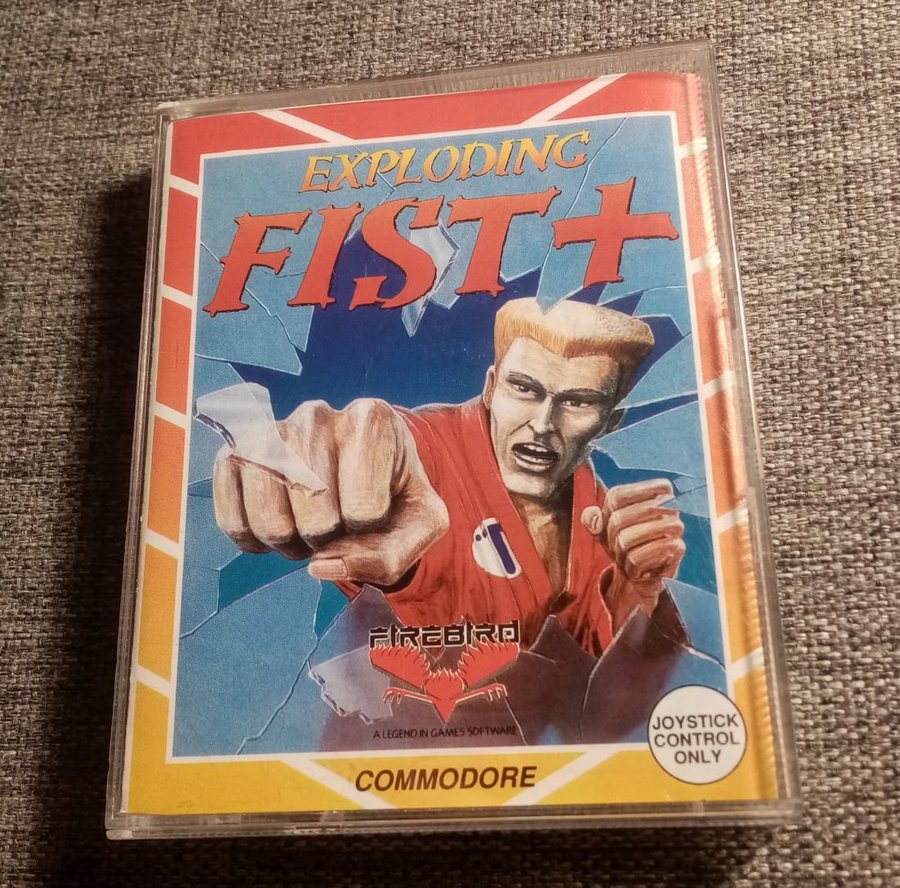 EXPLODING
FIST+
FIREBIRD
A LEGEND IN GAMES SOFTWARE
JOYSTICK
CONTROL
ONLY
COMMODORE